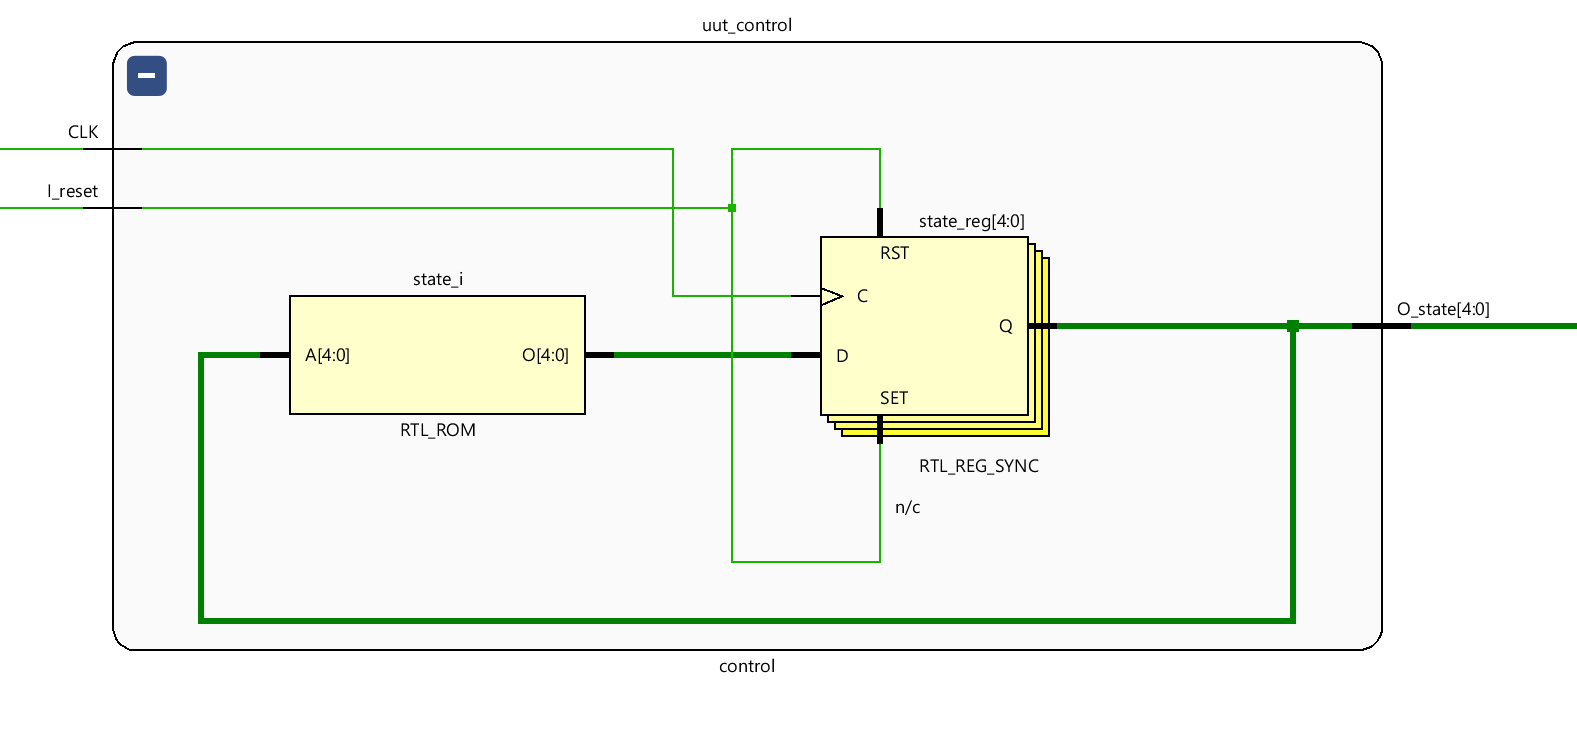 uut_control
CLK
I_reset
state_reg[4:0]
RST
state_i
C
O_state[4:0]
Q
A[4:0]
O[4:0]
D
SET
RTL_ROM
RTL_REG_SYNC
n/c
control